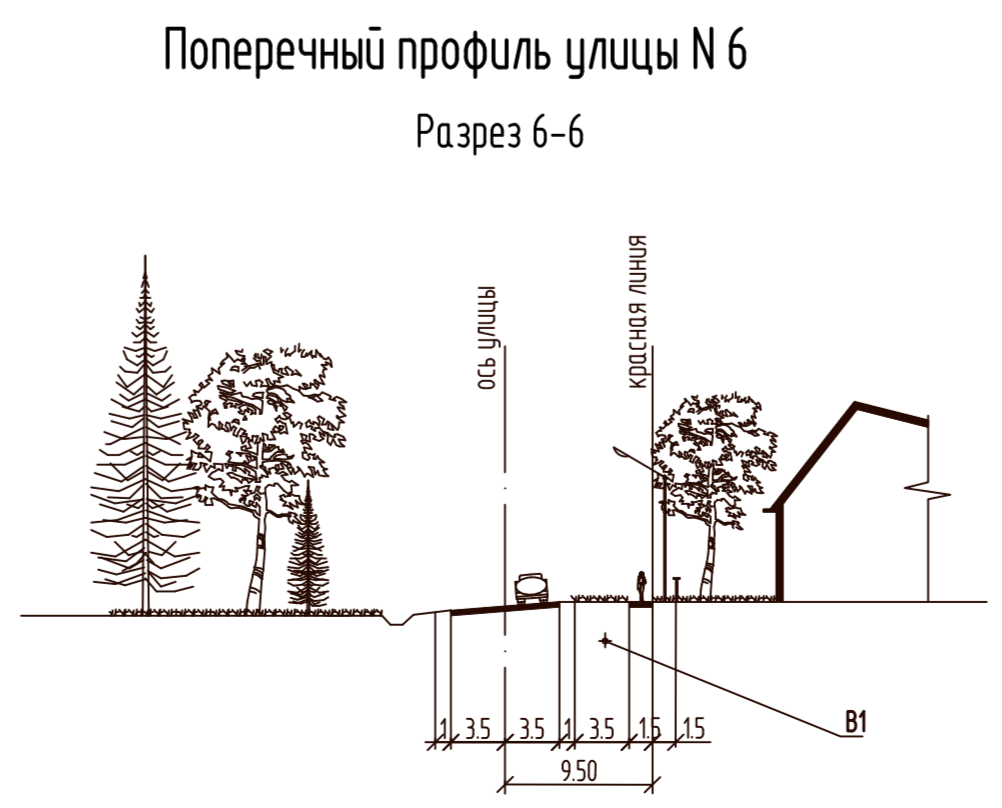 Поперечный профиль улицы N 6
Разрез 6-6
ось улицы
красная линия
В1
1 3.5 3.5 1 3.5 1.5 1.5
9.50